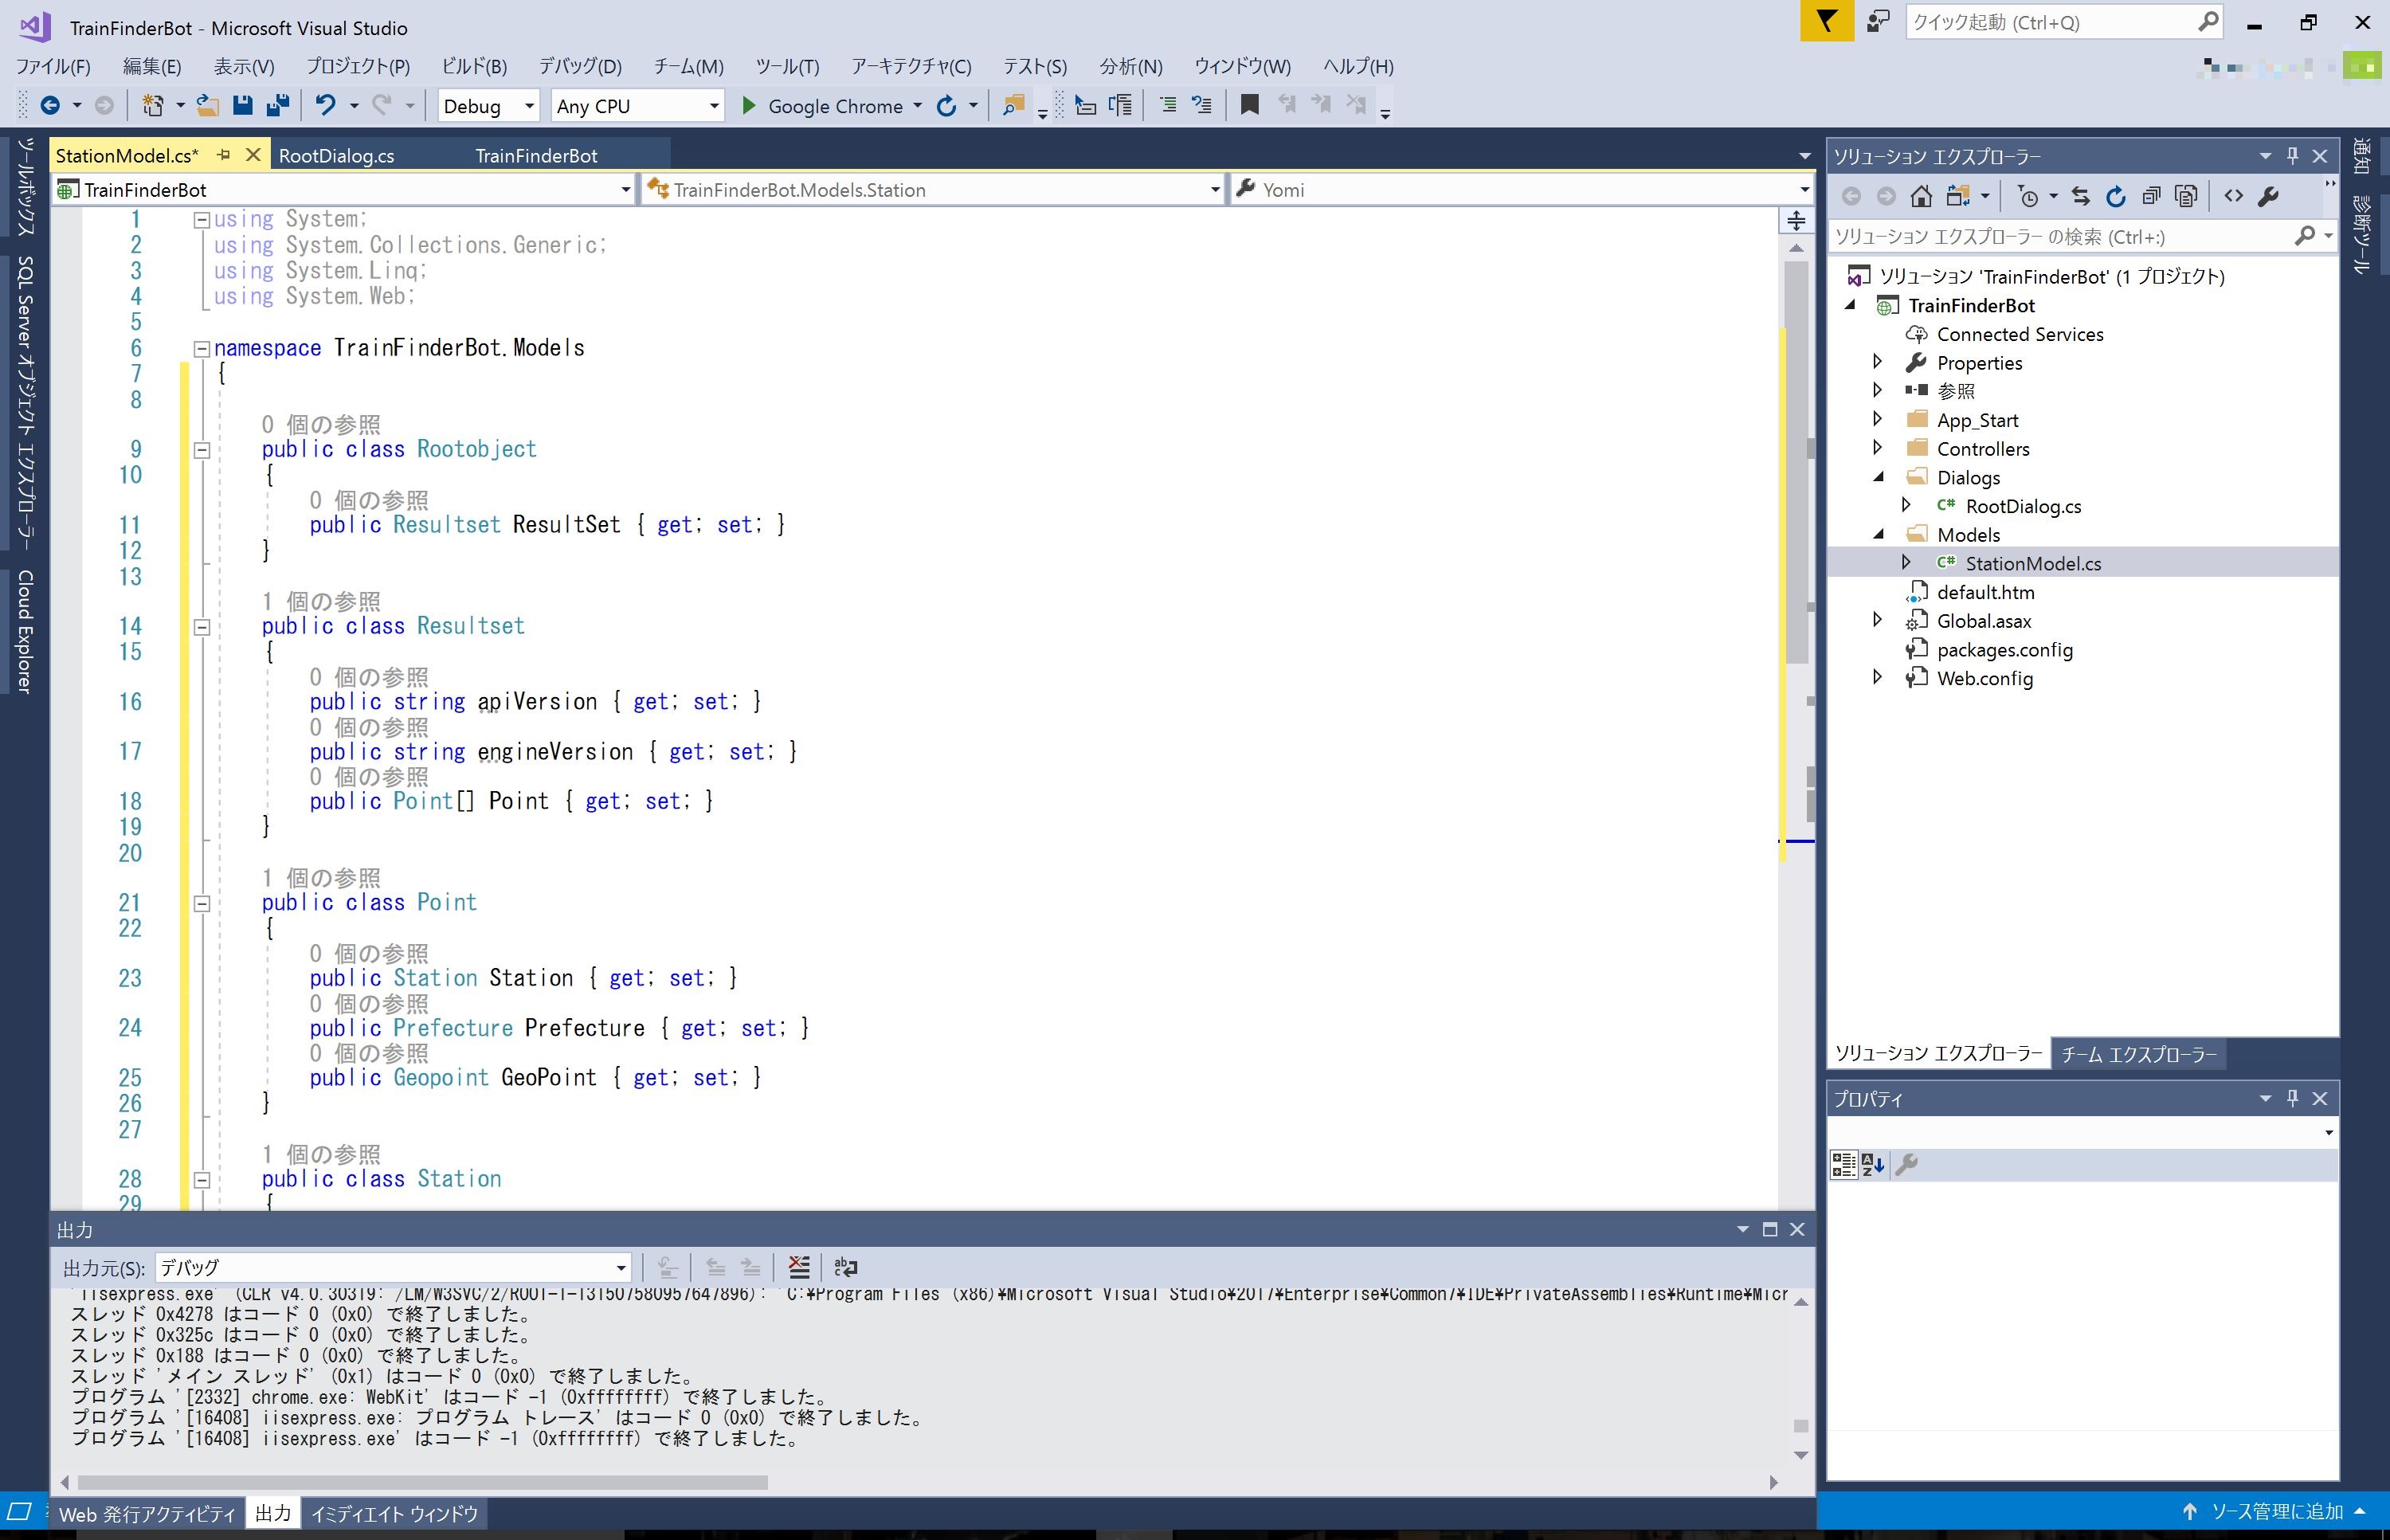 TrainFinderBot - Microsoft Visual Studio
クイック起動 (Ctrl+Q)
ファイル(F) 編集(E) 表示(V) プロジェクト(P) ビルド(B) デバッグ(D) チーム(M) ツール(T) アーキテクチャ(C) テスト(S) 分析(N) ウィンドウ(W) ヘルプ(H)
Debug Any CPU Google Chrome
ツールボックス
SQL Server オブジェクト エクスプローラー
Cloud Explorer
StationModel.cs* RootDialog.cs TrainFinderBot
TrainFinderBot TrainFinderBot.Models.Station Yomi
1 using System;
2 using System.Collections.Generic;
3 using System.Linq;
4 using System.Web;
5
6 namespace TrainFinderBot.Models
7 {
8
0 個の参照
9 public class Rootobject
10 {
0 個の参照
11 public Resultset ResultSet { get; set; }
12 }
13
1 個の参照
14 public class Resultset
15 {
0 個の参照
16 public string apiVersion { get; set; }
0 個の参照
17 public string engineVersion { get; set; }
0 個の参照
18 public Point[] Point { get; set; }
19 }
20
1 個の参照
21 public class Point
22 {
0 個の参照
23 public Station Station { get; set; }
0 個の参照
24 public Prefecture Prefecture { get; set; }
0 個の参照
25 public Geopoint GeoPoint { get; set; }
26 }
27
1 個の参照
28 public class Station
29 {
出力
出力元(S): デバッグ
'iisexpress.exe' (CLR v4.0.30319: /LM/W3SVC/2/ROOT-1-131507580957647896): 'C:¥Program Files (x86)¥Microsoft Visual Studio¥2017¥Enterprise¥Common7¥IDE¥PrivateAssemblies¥Runtime¥Micr
スレッド 0x4278 はコード 0 (0x0) で終了しました。
スレッド 0x325c はコード 0 (0x0) で終了しました。
スレッド 0x188 はコード 0 (0x0) で終了しました。
スレッド 'メイン スレッド' (0x1) はコード 0 (0x0) で終了しました。
プログラム '[2332] chrome.exe: WebKit' はコード -1 (0xffffffff) で終了しました。
プログラム '[16408] iisexpress.exe: プログラム トレース' はコード 0 (0x0) で終了しました。
プログラム '[16408] iisexpress.exe' はコード -1 (0xffffffff) で終了しました。
Web 発行アクティビティ 出力 イミディエイト ウィンドウ
ソリューション エクスプローラー
ソリューション エクスプローラー の検索 (Ctrl+:)
ソリューション 'TrainFinderBot' (1 プロジェクト)
TrainFinderBot
Connected Services
Properties
参照
App_Start
Controllers
Dialogs
C# RootDialog.cs
Models
C# StationModel.cs
default.htm
Global.asax
packages.config
Web.config
ソリューション エクスプローラー チーム エクスプローラー
プロパティ
通知
診断ツール
ソース管理に追加